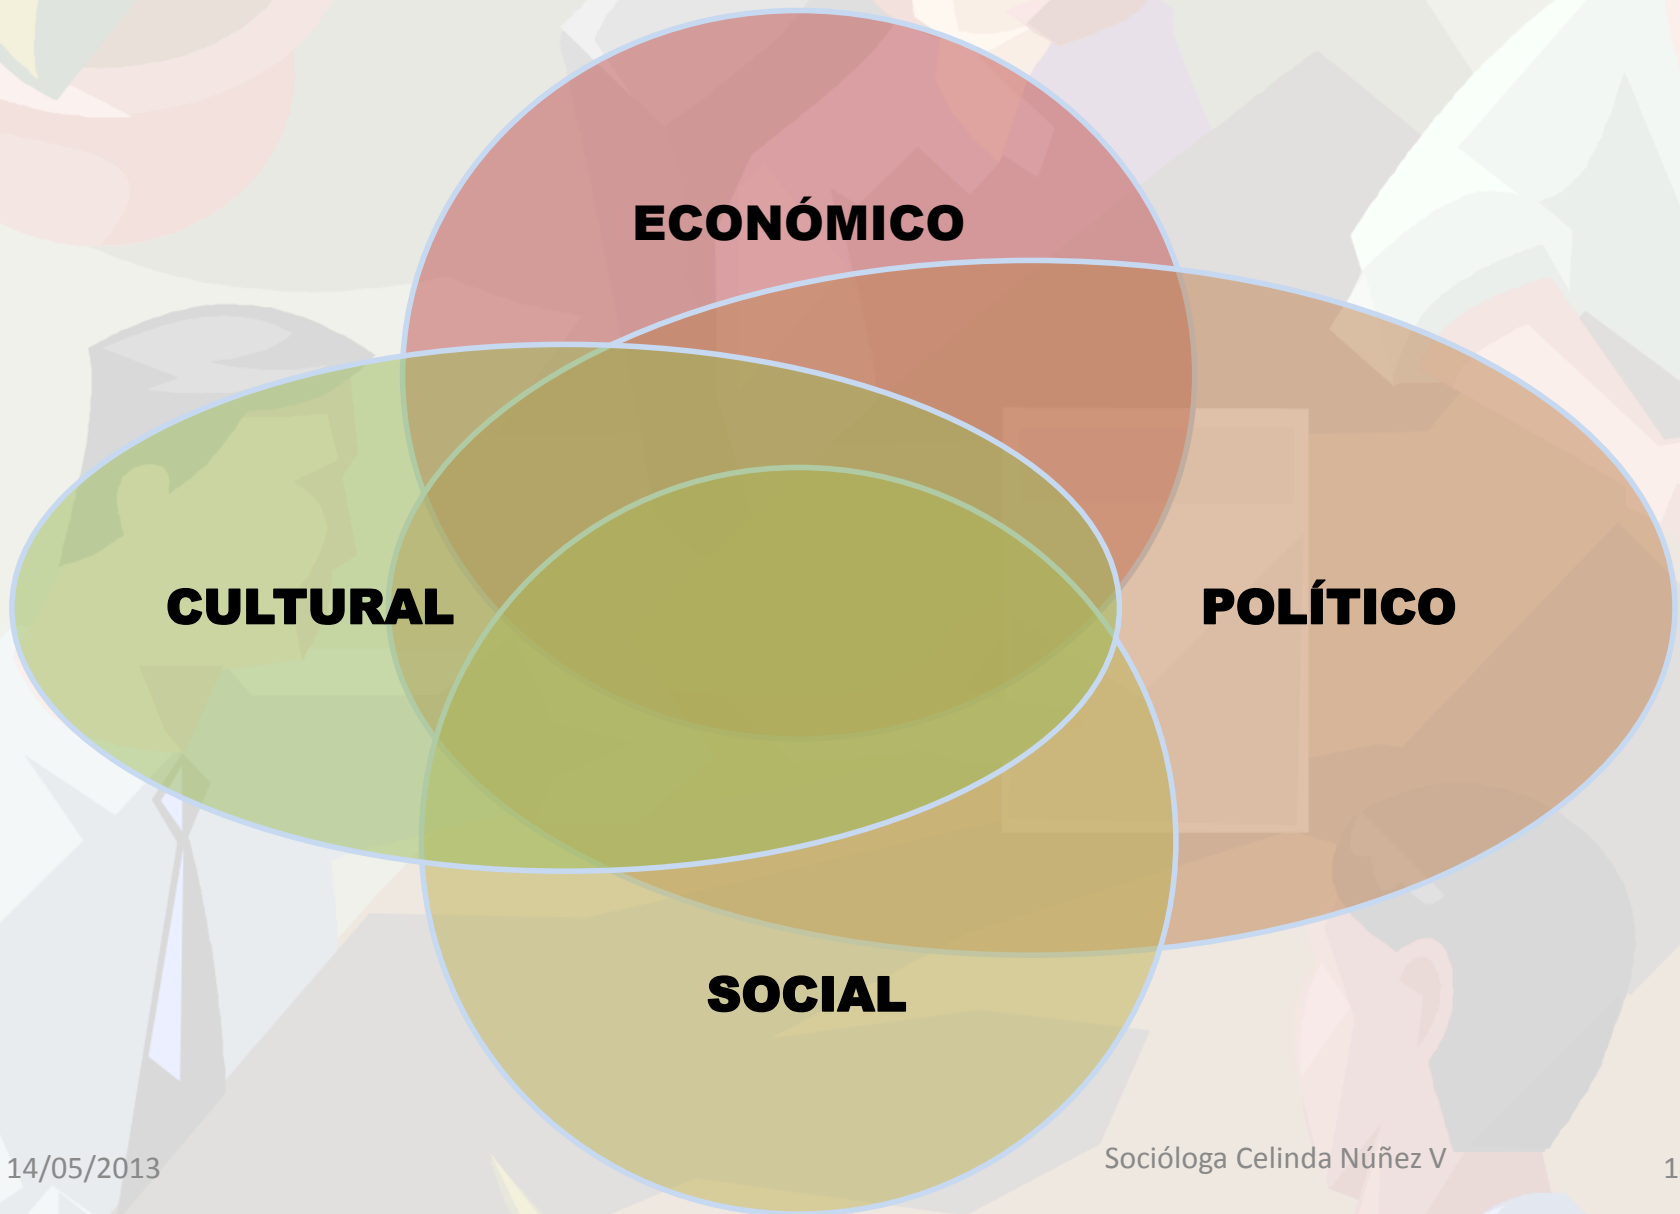 ECONÓMICO
CULTURAL
POLÍTICO
SOCIAL
14/05/2013
Socióloga Celinda Núñez V
1